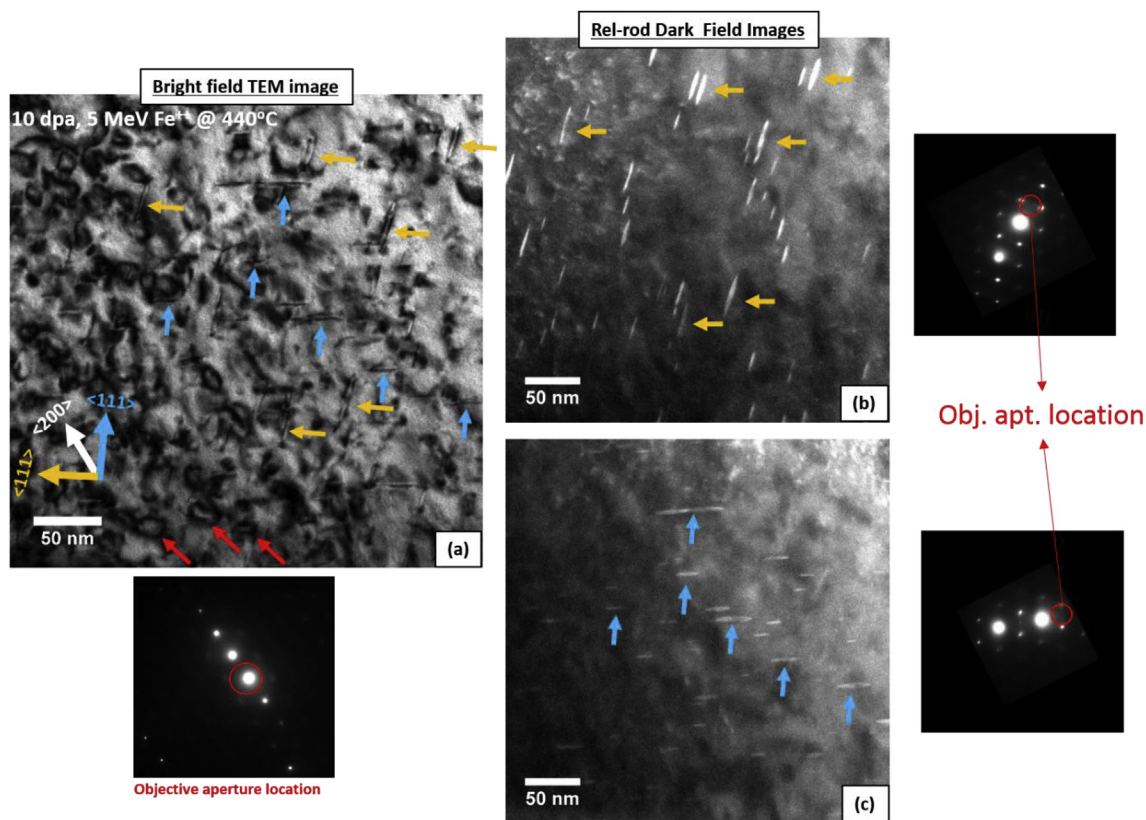 Rel-rod Dark Field Images
Bright field TEM image
10 dpa, 5 MeV Fe⁺⁺ @ 440°C
<200>
<111>
<111>
50 nm
(a)
50 nm
(b)
Obj. apt. location
50 nm
(c)
Objective aperture location